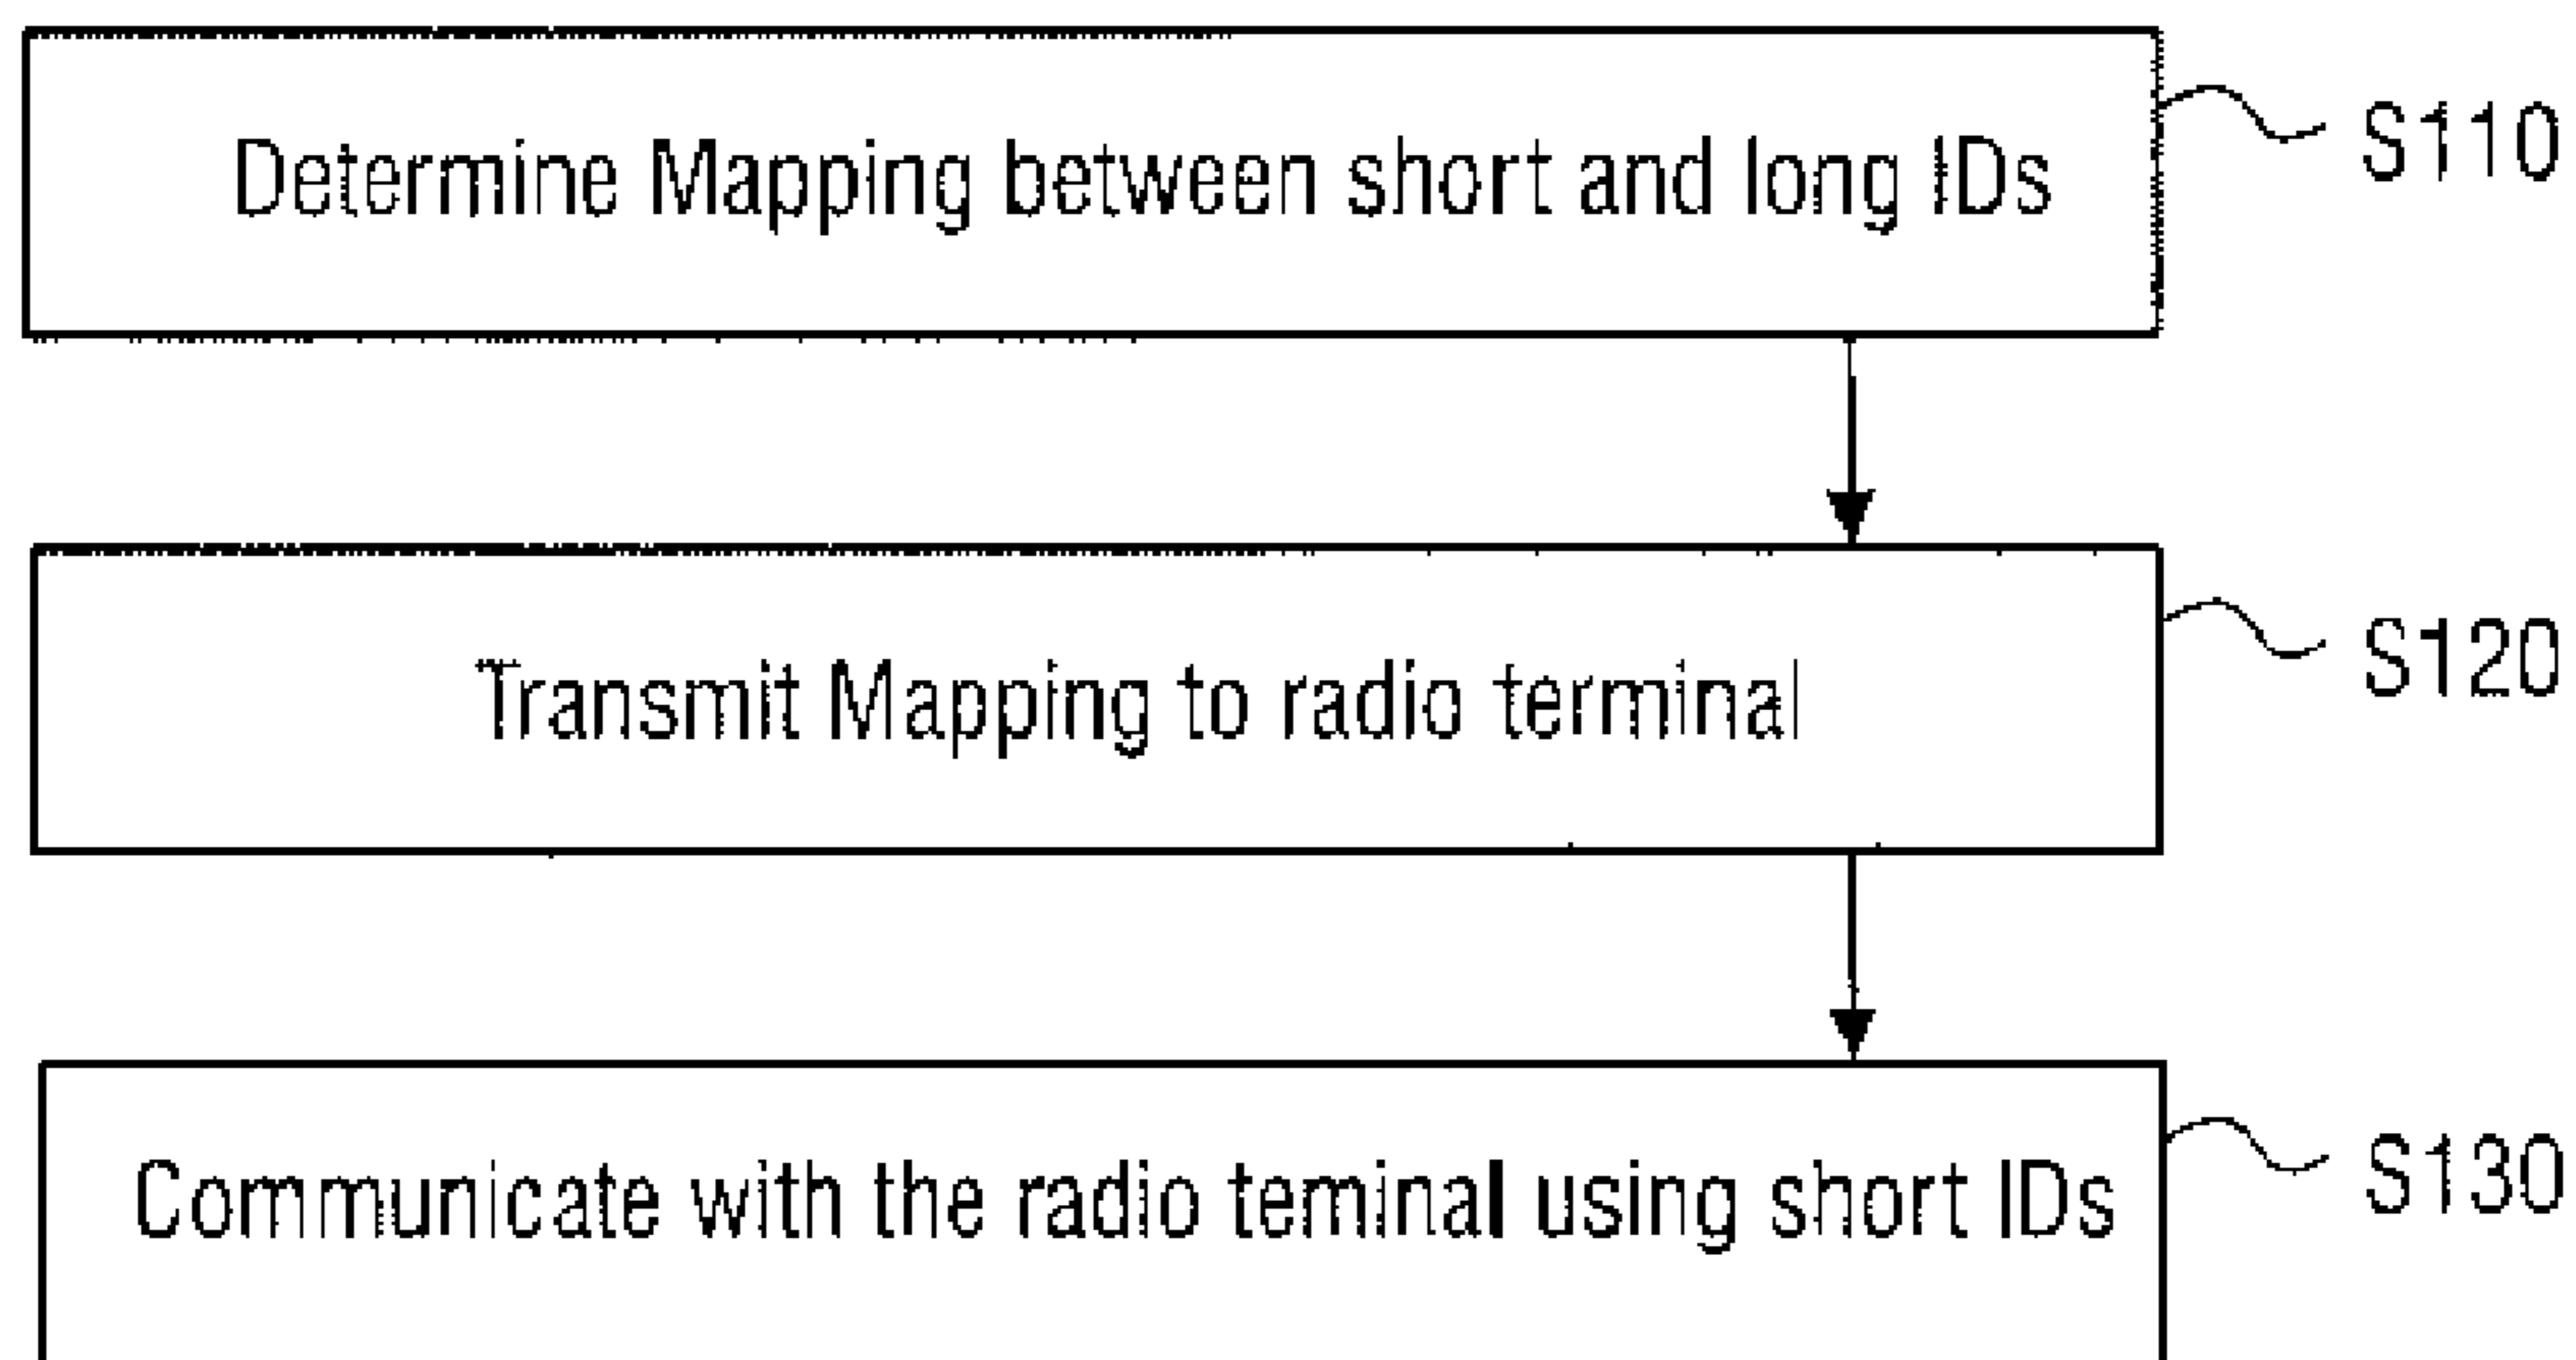 Determine Mapping between short and long IDs
S110
Transmit Mapping to radio terminal
S120
Communicate with the radio teminal using short IDs
S130